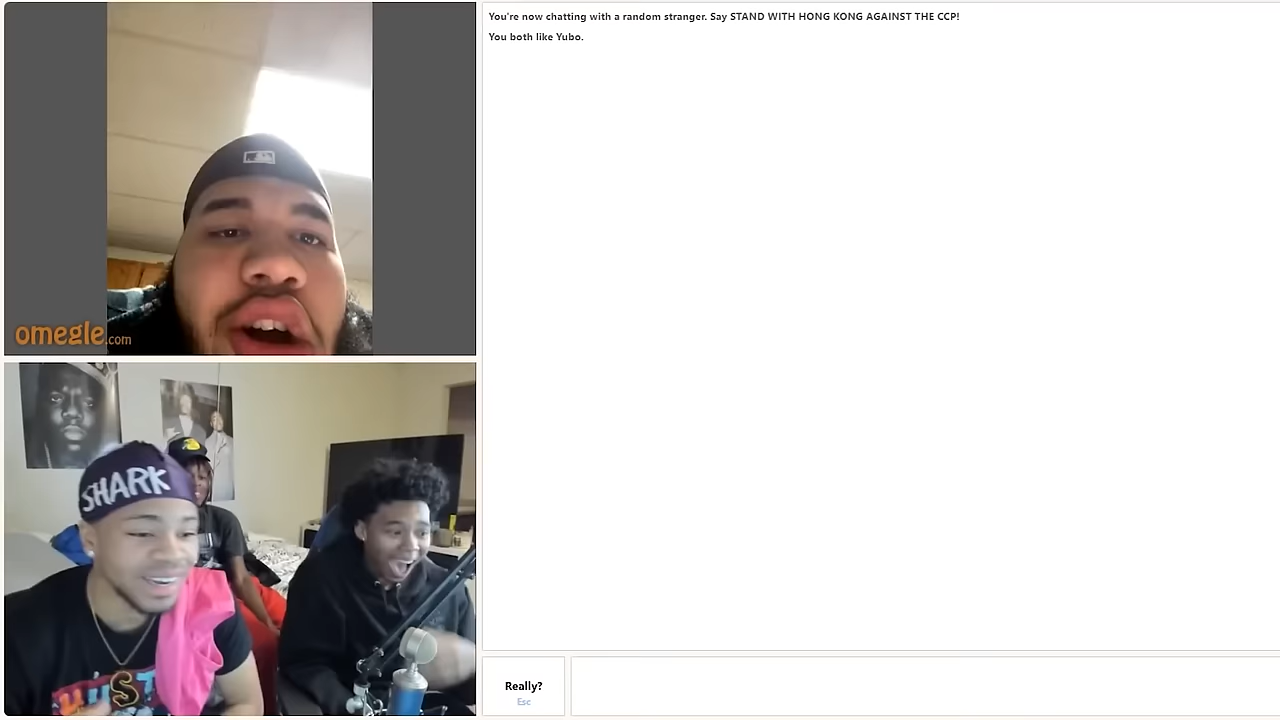 You're now chatting with a random stranger. Say STAND WITH HONG KONG AGAINST THE CCP!
You both like Yubo.
omegle.com
SHARK
Really?
Esc